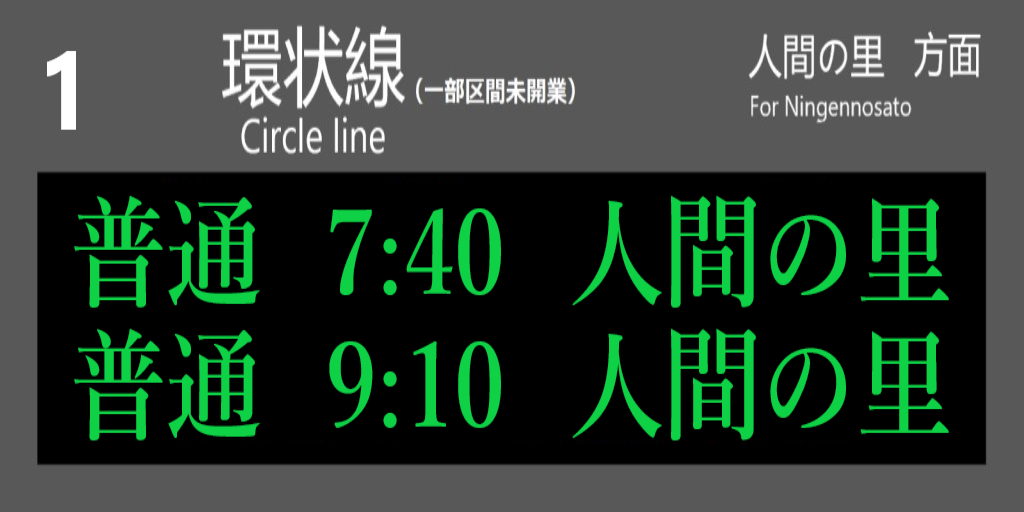 1
環状線(一部区間未開業)
Circle line
人間の里 方面
For Ningennosato
普通 7:40 人間の里
普通 9:10 人間の里